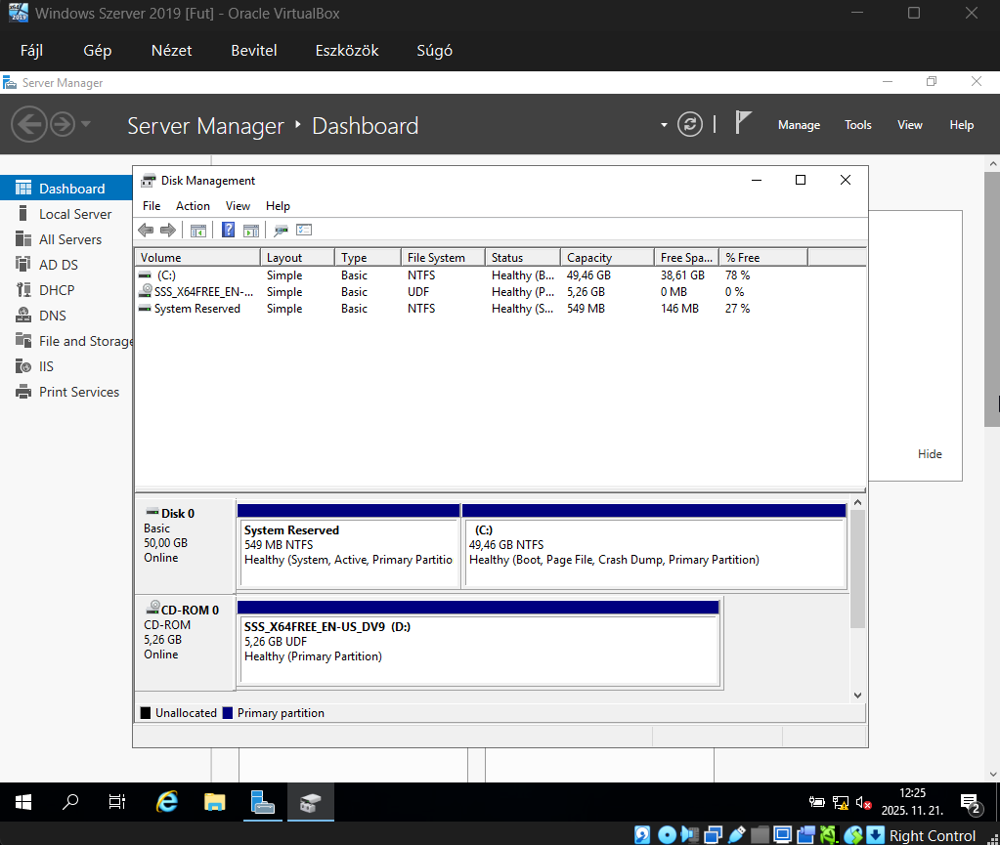 Windows Szerver 2019 [Fut] - Oracle VirtualBox
Fájl Gép Nézet Bevitel Eszközök Súgó
Server Manager
Server Manager Dashboard
Manage Tools View Help
Dashboard
Local Server
All Servers
AD DS
DHCP
DNS
File and Storage
IIS
Print Services
Disk Management
File Action View Help
Volume Layout Type File System Status Capacity Free Spa... % Free
(C:) Simple Basic NTFS Healthy (B... 49,46 GB 38,61 GB 78 %
SSS_X64FREE_EN-... Simple Basic UDF Healthy (P... 5,26 GB 0 MB 0 %
System Reserved Simple Basic NTFS Healthy (S... 549 MB 146 MB 27 %
Hide
Disk 0
Basic
50,00 GB
Online
System Reserved
549 MB NTFS
Healthy (System, Active, Primary Partitio
(C:)
49,46 GB NTFS
Healthy (Boot, Page File, Crash Dump, Primary Partition)
CD-ROM 0
CD-ROM
5,26 GB
Online
SSS_X64FREE_EN-US_DV9 (D:)
5,26 GB UDF
Healthy (Primary Partition)
Unallocated Primary partition
12:25
2025. 11. 21.
2
Right Control